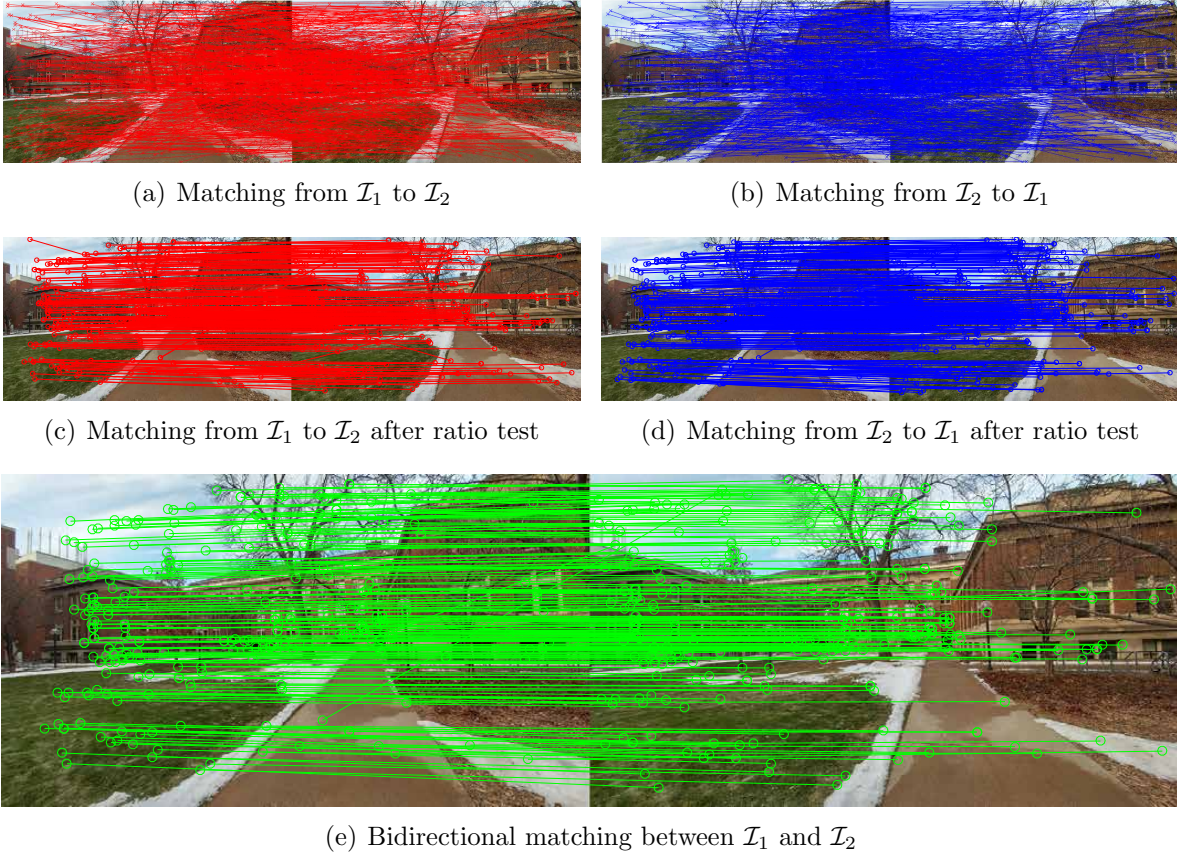 (a) Matching from I₁ to I₂
(b) Matching from I₂ to I₁
(c) Matching from I₁ to I₂ after ratio test
(d) Matching from I₂ to I₁ after ratio test
(e) Bidirectional matching between I₁ and I₂